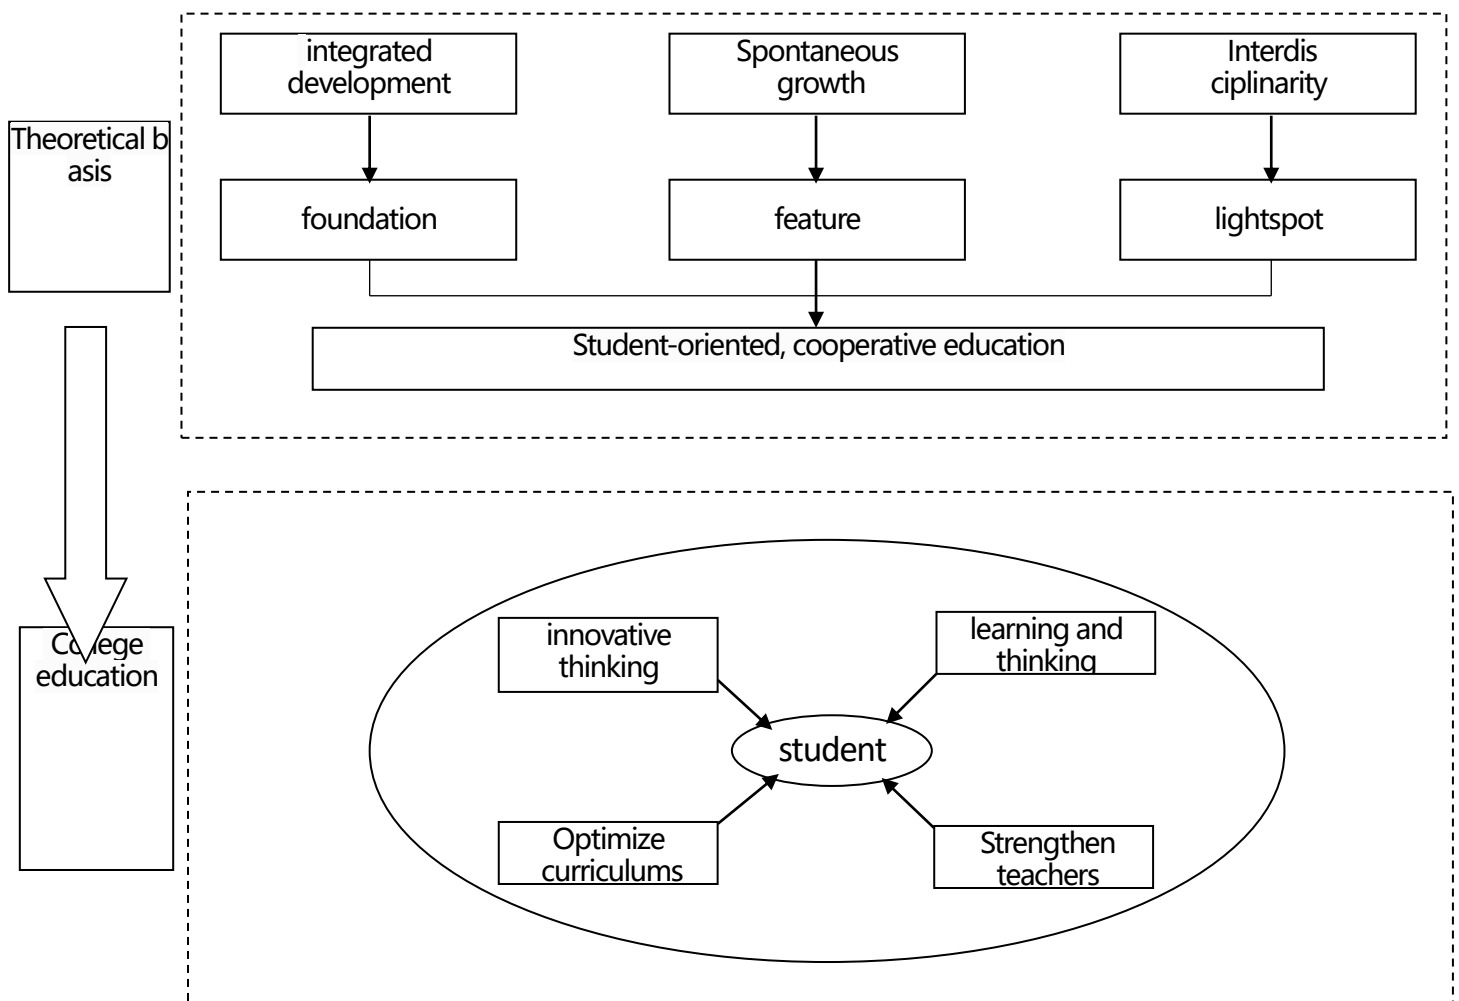 integrated
development
Spontaneous
growth
Interdis
ciplinarity
Theoretical b
asis
foundation
feature
lightspot
Student-oriented, cooperative education
College
education
innovative
thinking
learning and
thinking
student
Optimize
curriculums
Strengthen
teachers